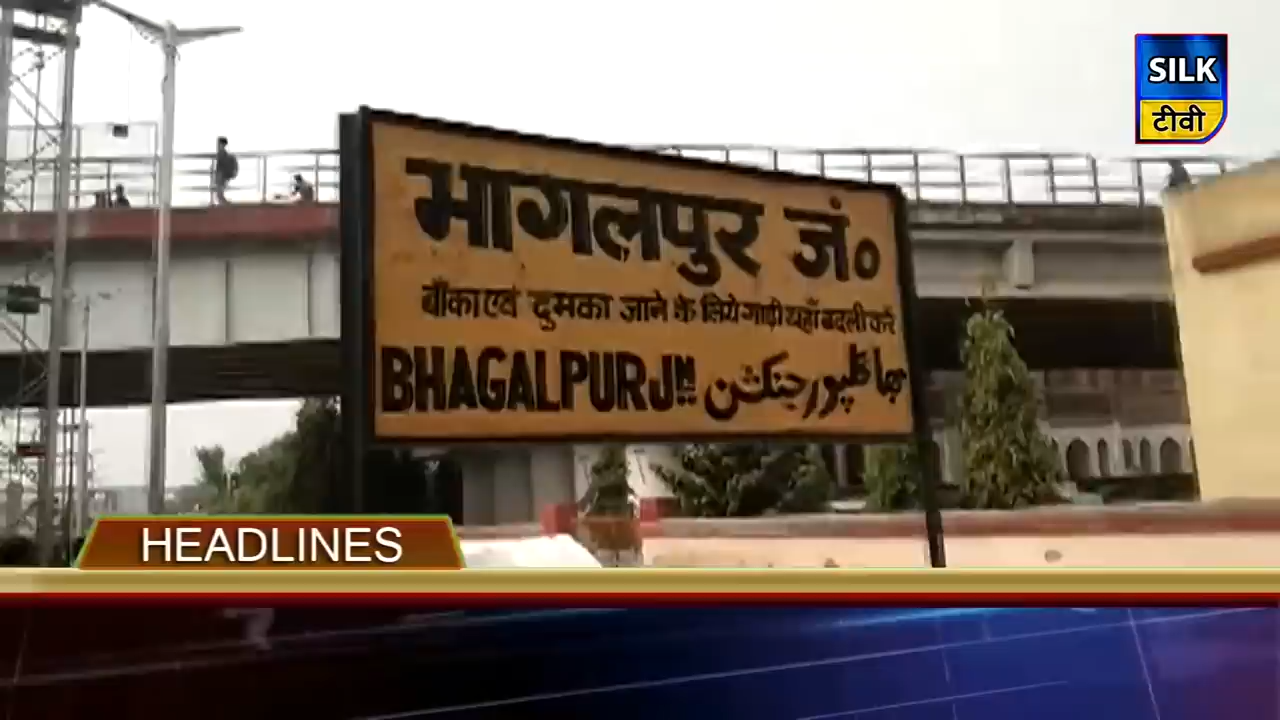 SILK
टीवी
भागलपुर जं०
बाँका एवं दुमका जाने के लिये गाड़ी यहाँ बदली करें
BHAGALPUR JN
بھاگلپور جنکشن
HEADLINES